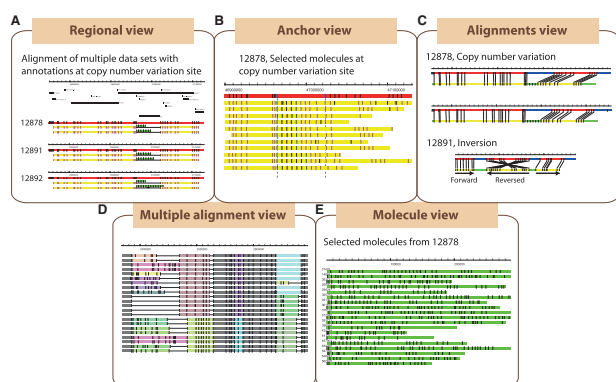 A
Regional view
Alignment of multiple data sets with
annotations at copy number variation site
12878
12891
12892
B
Anchor view
12878, Selected molecules at
copy number variation site
C
Alignments view
12878, Copy number variation
12891, Inversion
Forward
Reversed
D
Multiple alignment view
E
Molecule view
Selected molecules from 12878